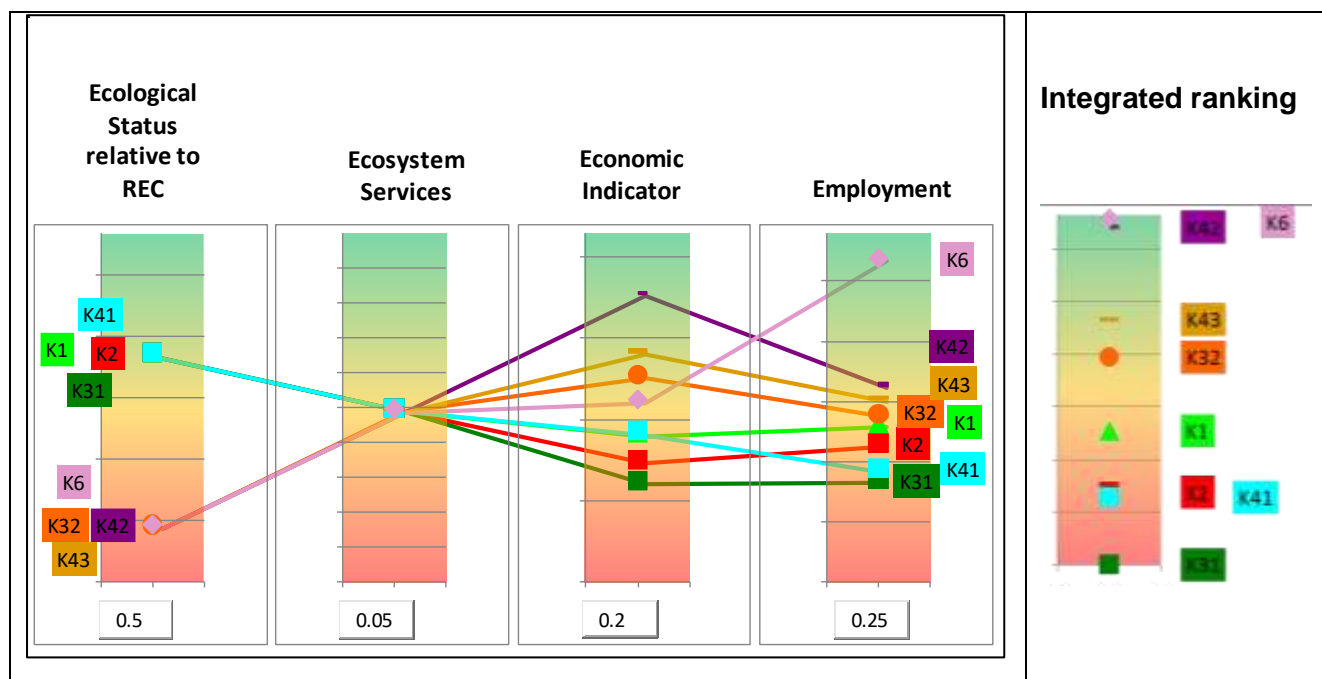 Ecological
Status
relative to
REC
Ecosystem
Services
Economic
Indicator
Employment
Integrated ranking
K41
K1
K2
K31
K6
K32
K42
K43
K6
K42
K43
K32
K1
K2
K41
K31
0.5
0.05
0.2
0.25
K42
K6
K43
K32
K1
K2
K41
K31